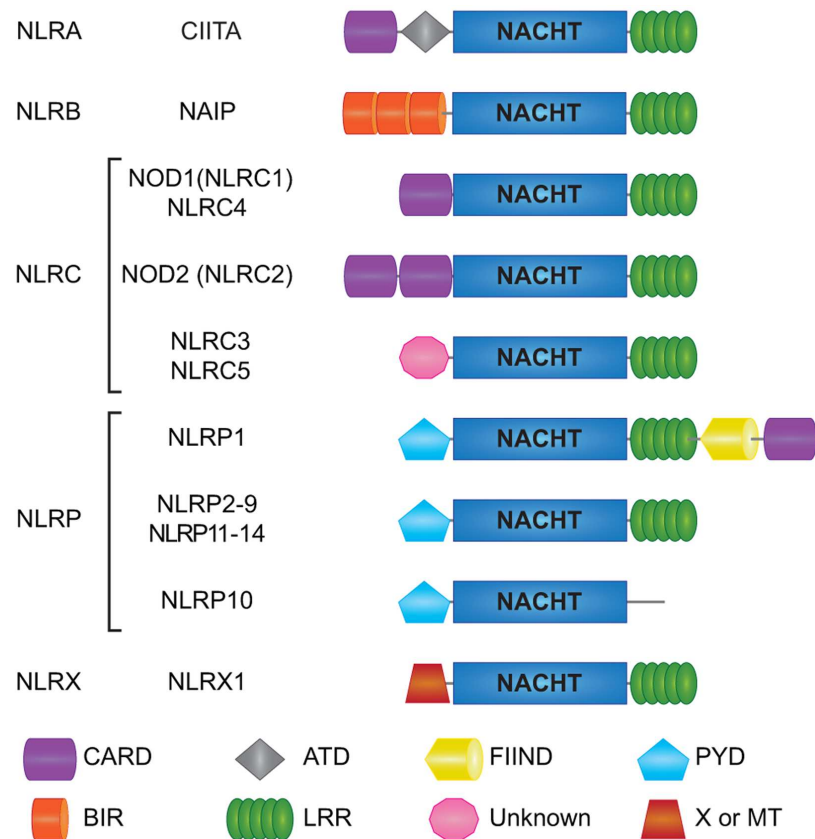 NLRA CIITA NACHT
NLRB NAIP NACHT
NOD1(NLRC1)
NLRC4 NACHT
NLRC NOD2 (NLRC2) NACHT
NLRC3
NLRC5 NACHT
NLRP1 NACHT
NLRP NLRP2-9
NLRP11-14 NACHT
NLRP10 NACHT
NLRX NLRX1 NACHT
CARD ATD FIIND PYD
BIR LRR Unknown X or MT